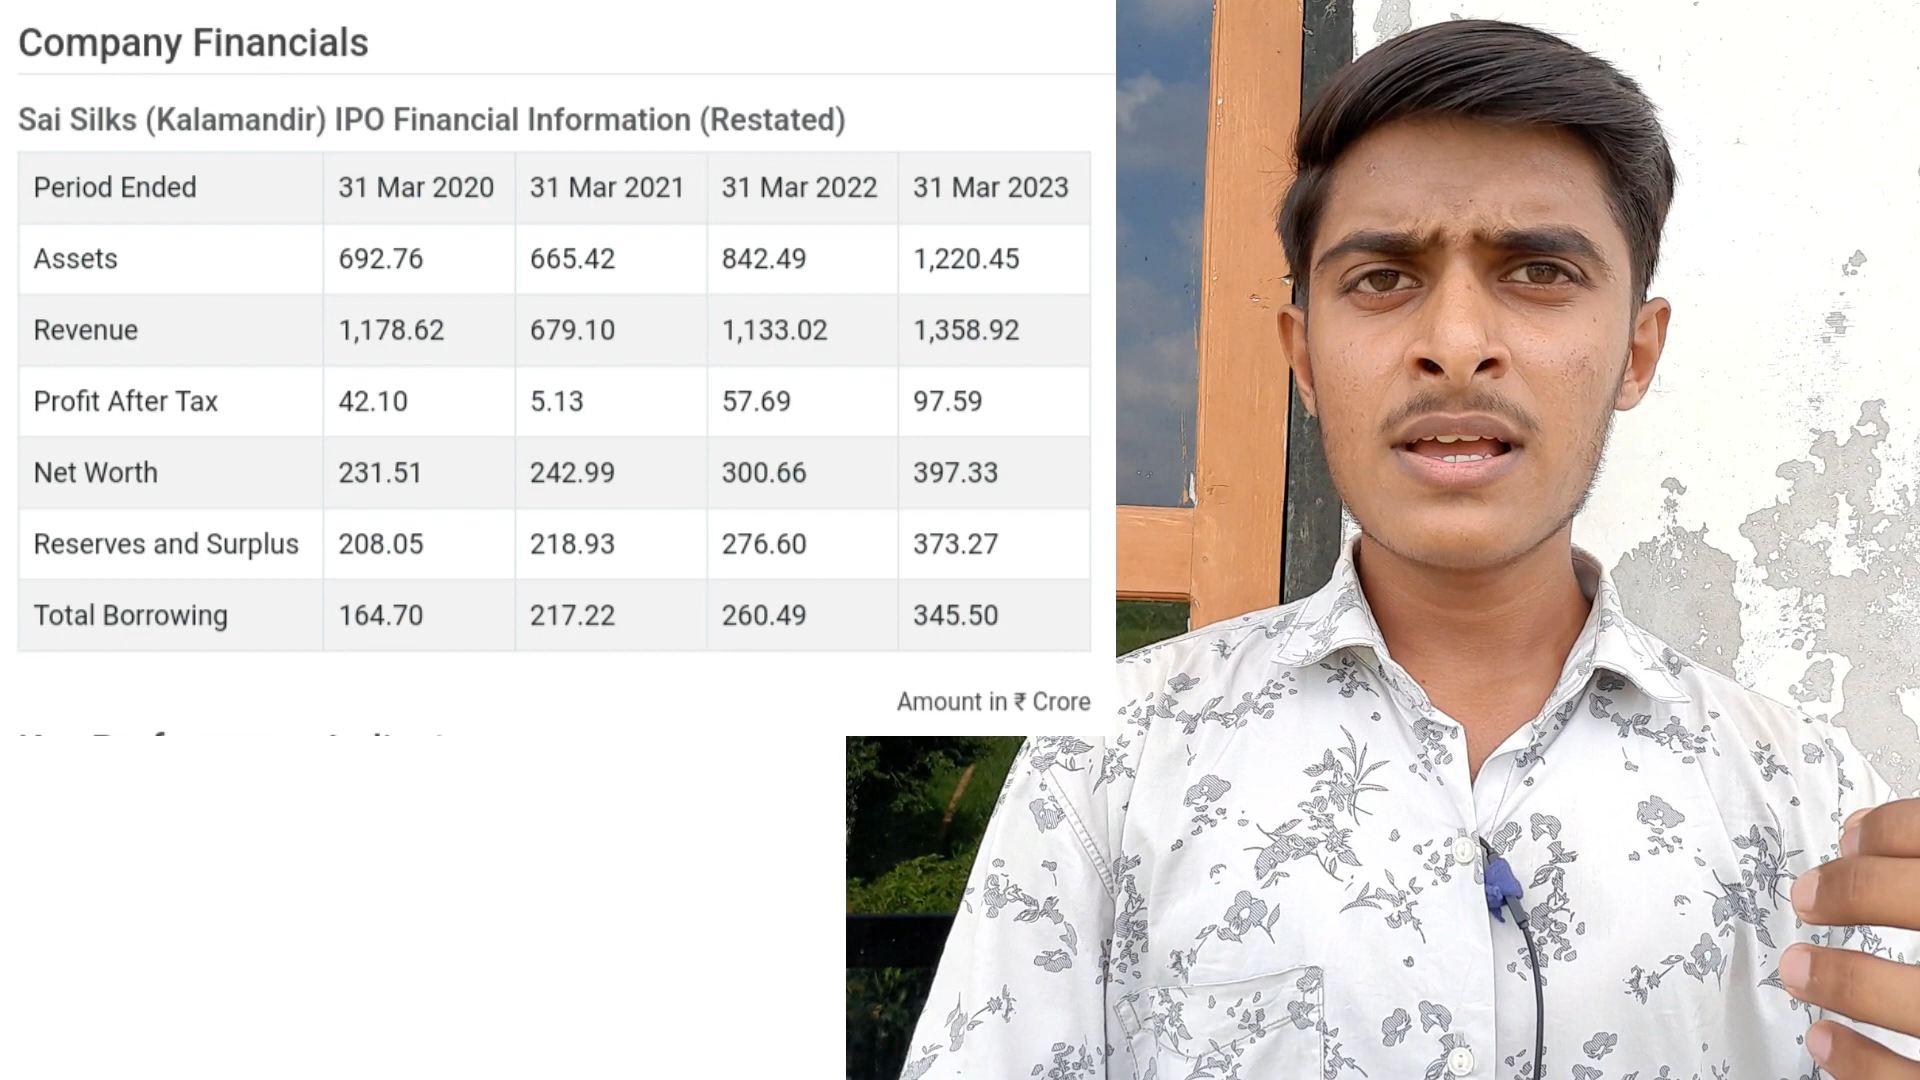 Company Financials
Sai Silks (Kalamandir) IPO Financial Information (Restated)
Period Ended 31 Mar 2020 31 Mar 2021 31 Mar 2022 31 Mar 2023
Assets 692.76 665.42 842.49 1,220.45
Revenue 1,178.62 679.10 1,133.02 1,358.92
Profit After Tax 42.10 5.13 57.69 97.59
Net Worth 231.51 242.99 300.66 397.33
Reserves and Surplus 208.05 218.93 276.60 373.27
Total Borrowing 164.70 217.22 260.49 345.50
Amount in ₹ Crore